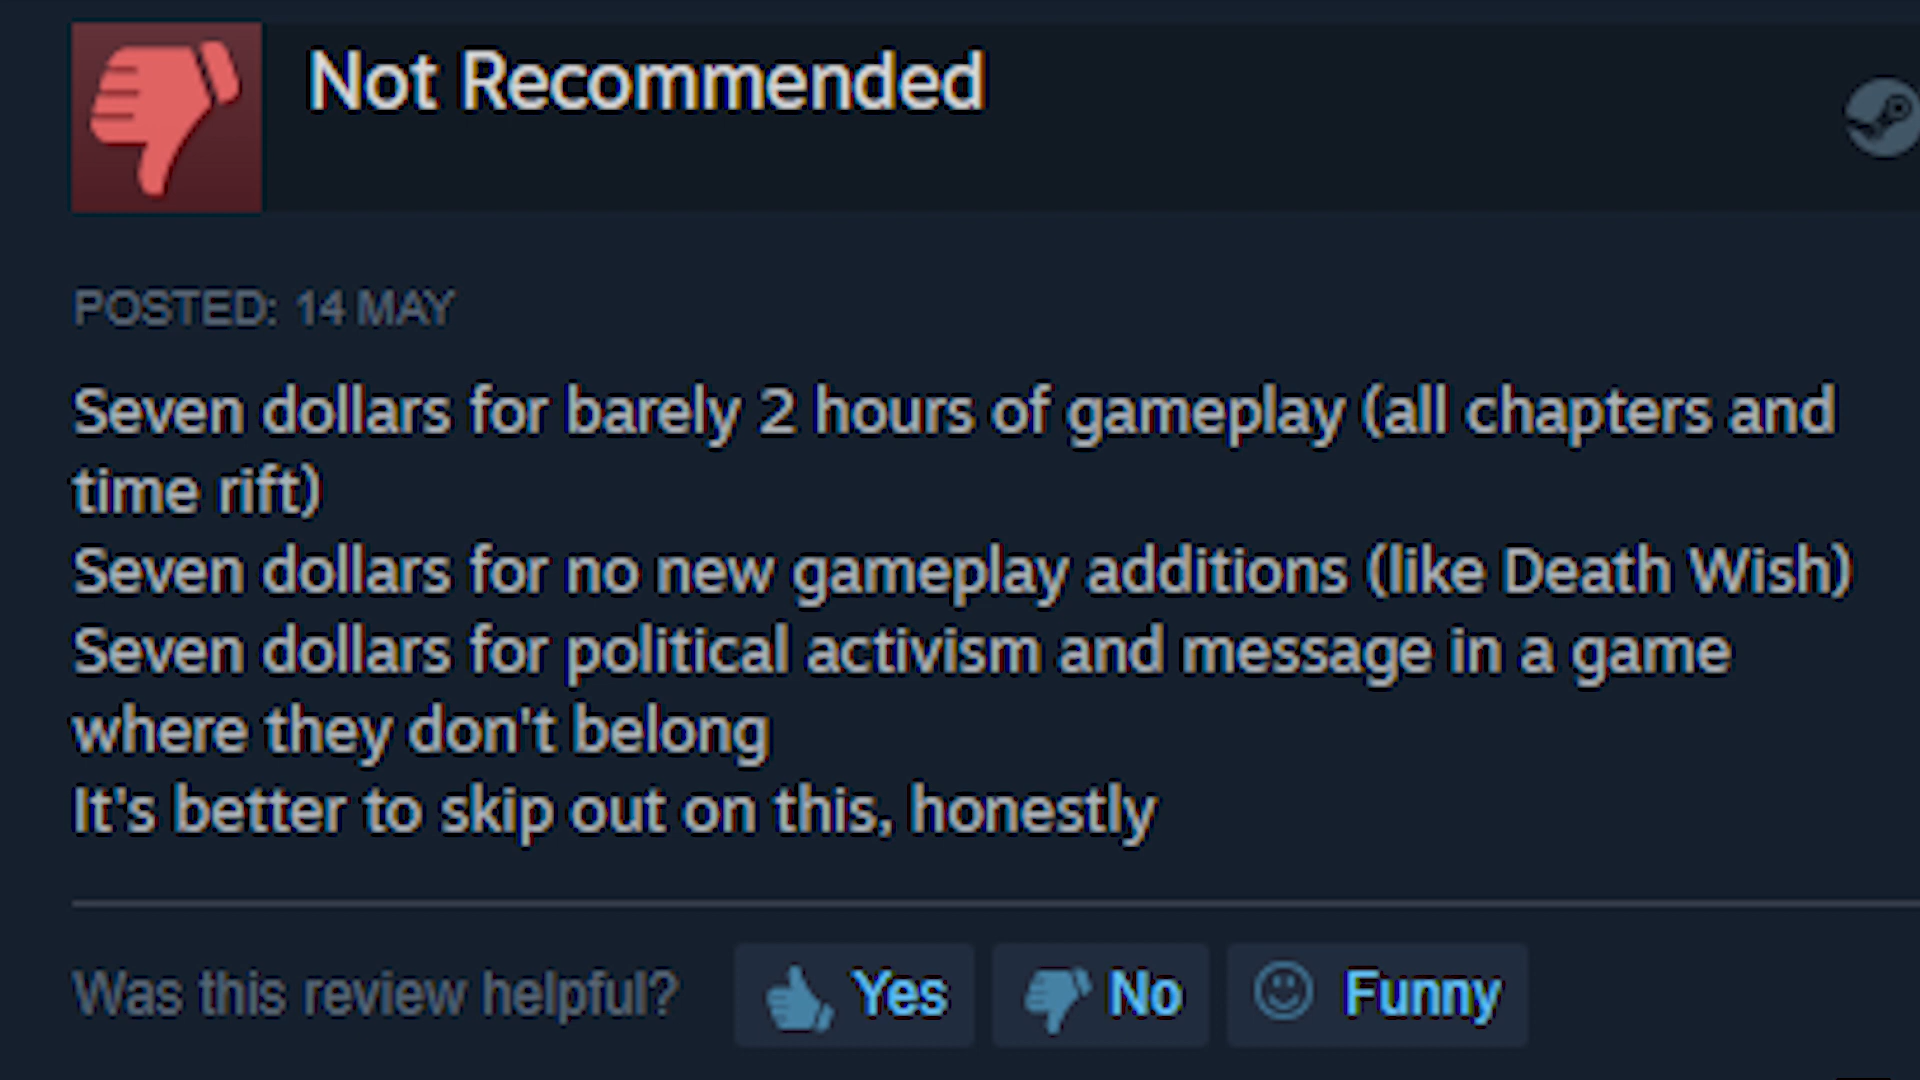 Not Recommended
POSTED: 14 MAY
Seven dollars for barely 2 hours of gameplay (all chapters and
time rift)
Seven dollars for no new gameplay additions (like Death Wish)
Seven dollars for political activism and message in a game
where they don't belong
It's better to skip out on this, honestly
Was this review helpful? Yes No Funny